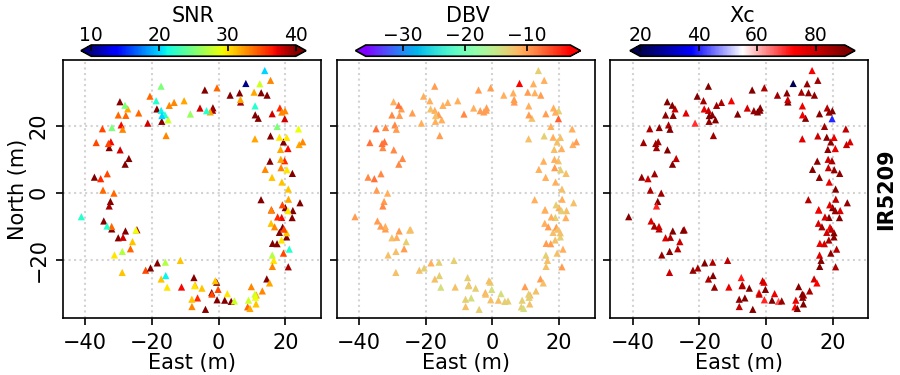 SNR DBV Xc
10 20 30 40 −30 −20 −10 20 40 60 80
20
0
−20
North (m)
IR5209
−40 −20 0 20 −40 −20 0 20 −40 −20 0 20
East (m) East (m) East (m)